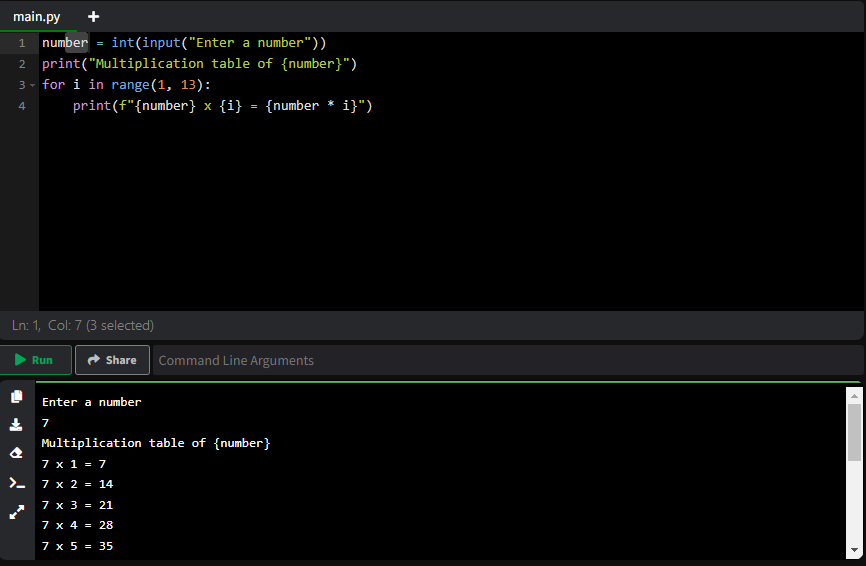 main.py +
1 number = int(input("Enter a number"))
2 print("Multiplication table of {number}")
3 for i in range(1, 13):
4     print(f"{number} x {i} = {number * i}")
Ln: 1, Col: 7 (3 selected)
Run Share Command Line Arguments
Enter a number
7
Multiplication table of {number}
7 x 1 = 7
7 x 2 = 14
7 x 3 = 21
7 x 4 = 28
7 x 5 = 35